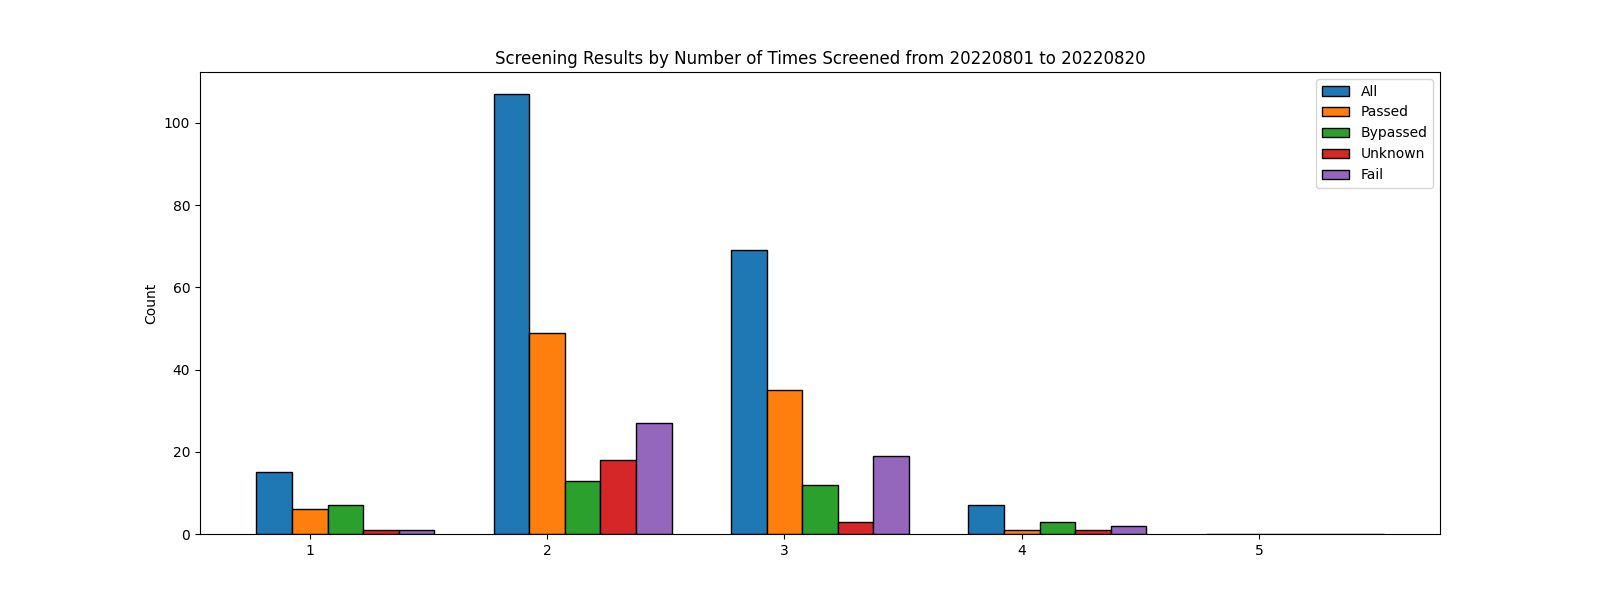 Screening Results by Number of Times Screened from 20220801 to 20220820
All
Passed
Bypassed
Unknown
Fail
Count
100
80
60
40
20
0
1 2 3 4 5